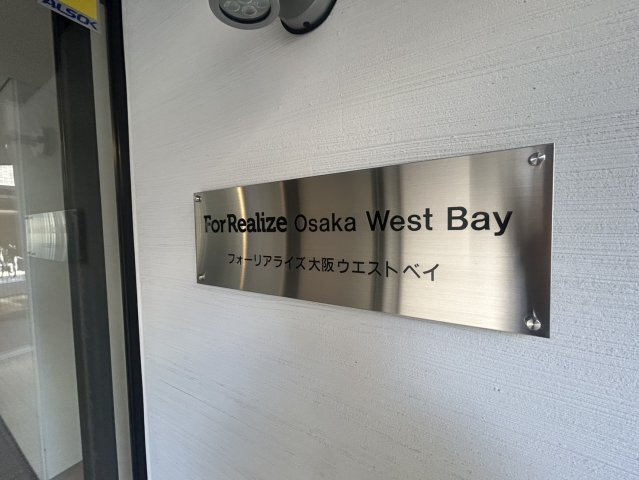 ALSOK
ForRealize Osaka West Bay
フォーリアライズ大阪ウエストベイ